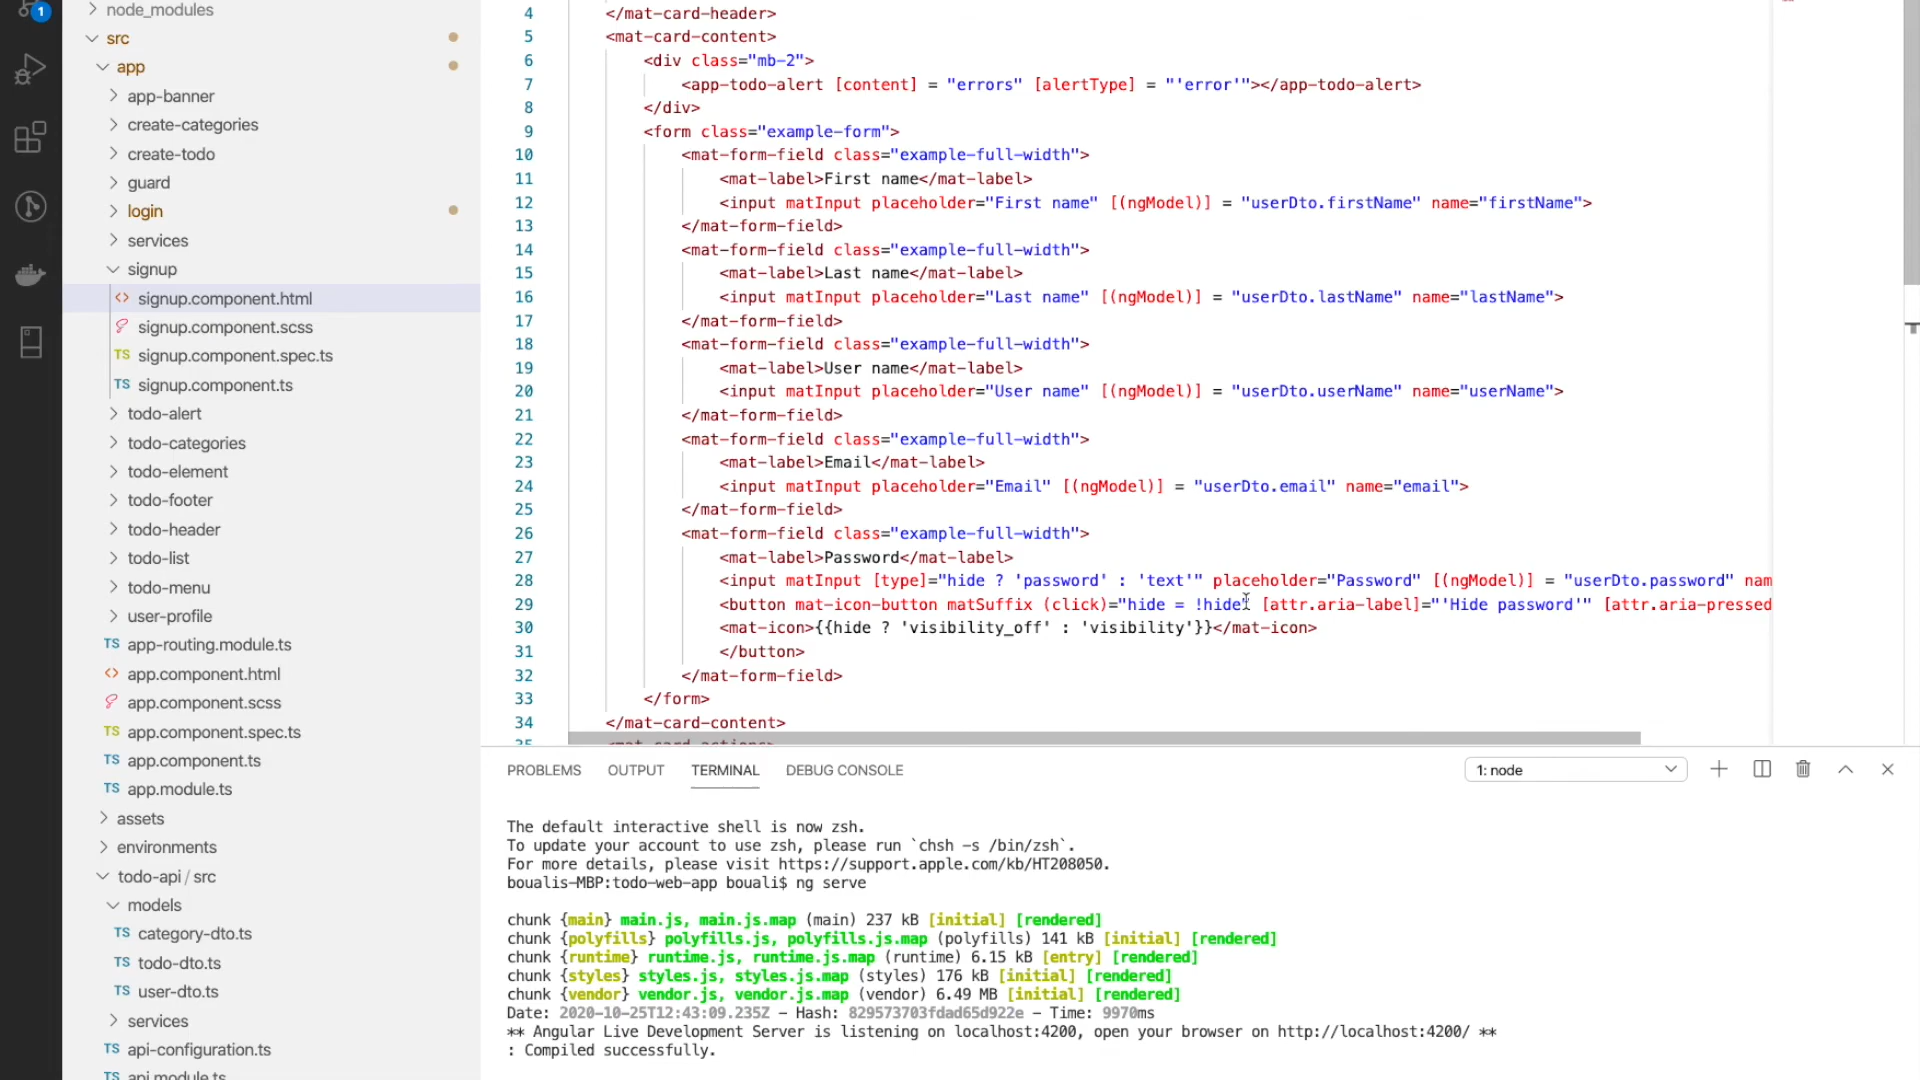 1
node_modules
src
app
app-banner
create-categories
create-todo
guard
login
services
signup
signup.component.html
signup.component.scss
TS signup.component.spec.ts
TS signup.component.ts
todo-alert
todo-categories
todo-element
todo-footer
todo-header
todo-list
todo-menu
user-profile
TS app-routing.module.ts
app.component.html
app.component.scss
TS app.component.spec.ts
TS app.component.ts
TS app.module.ts
assets
environments
todo-api / src
models
TS category-dto.ts
TS todo-dto.ts
TS user-dto.ts
services
TS api-configuration.ts
TS api.module.ts
4 </mat-card-header>
5 <mat-card-content>
6 <div class="mb-2">
7 <app-todo-alert [content] = "errors" [alertType] = "'error'"></app-todo-alert>
8 </div>
9 <form class="example-form">
10 <mat-form-field class="example-full-width">
11 <mat-label>First name</mat-label>
12 <input matInput placeholder="First name" [(ngModel)] = "userDto.firstName" name="firstName">
13 </mat-form-field>
14 <mat-form-field class="example-full-width">
15 <mat-label>Last name</mat-label>
16 <input matInput placeholder="Last name" [(ngModel)] = "userDto.lastName" name="lastName">
17 </mat-form-field>
18 <mat-form-field class="example-full-width">
19 <mat-label>User name</mat-label>
20 <input matInput placeholder="User name" [(ngModel)] = "userDto.userName" name="userName">
21 </mat-form-field>
22 <mat-form-field class="example-full-width">
23 <mat-label>Email</mat-label>
24 <input matInput placeholder="Email" [(ngModel)] = "userDto.email" name="email">
25 </mat-form-field>
26 <mat-form-field class="example-full-width">
27 <mat-label>Password</mat-label>
28 <input matInput [type]="hide ? 'password' : 'text'" placeholder="Password" [(ngModel)] = "userDto.password" nam
29 <button mat-icon-button matSuffix (click)="hide = !hide" [attr.aria-label]="'Hide password'" [attr.aria-pressed
30 <mat-icon>{{hide ? 'visibility_off' : 'visibility'}}</mat-icon>
31 </button>
32 </mat-form-field>
33 </form>
34 </mat-card-content>
35 <mat-card-actions>
PROBLEMS OUTPUT TERMINAL DEBUG CONSOLE 1: node
The default interactive shell is now zsh.
To update your account to use zsh, please run `chsh -s /bin/zsh`.
For more details, please visit https://support.apple.com/kb/HT208050.
boualis-MBP:todo-web-app bouali$ ng serve
chunk {main} main.js, main.js.map (main) 237 kB [initial] [rendered]
chunk {polyfills} polyfills.js, polyfills.js.map (polyfills) 141 kB [initial] [rendered]
chunk {runtime} runtime.js, runtime.js.map (runtime) 6.15 kB [entry] [rendered]
chunk {styles} styles.js, styles.js.map (styles) 176 kB [initial] [rendered]
chunk {vendor} vendor.js, vendor.js.map (vendor) 6.49 MB [initial] [rendered]
Date: 2020-10-25T12:43:09.235Z - Hash: 829573703fdad65d922e - Time: 9970ms
** Angular Live Development Server is listening on localhost:4200, open your browser on http://localhost:4200/ **
: Compiled successfully.